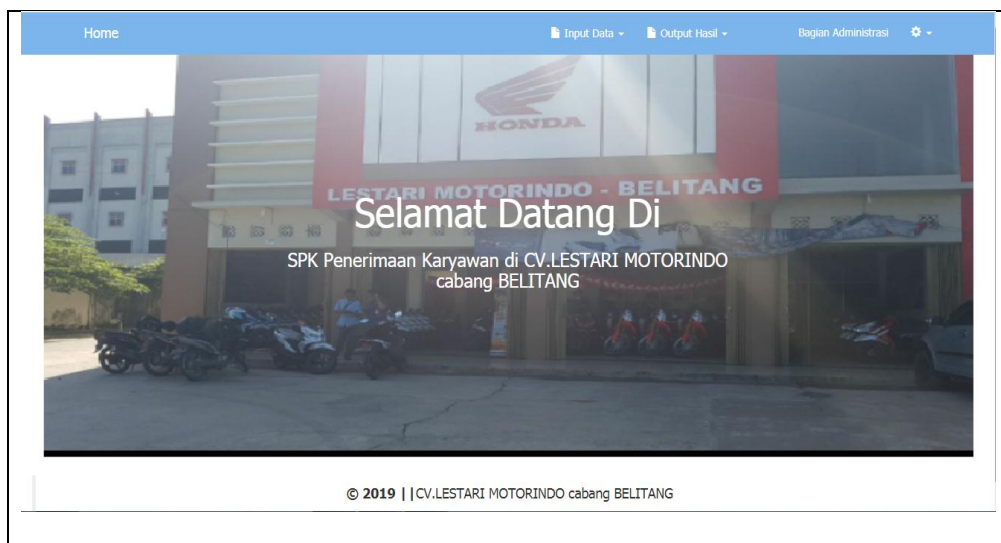 Home
Input Data
Output Hasil
Bagian Administrasi
HONDA
LESTARI MOTORINDO - BELITANG
Selamat Datang Di
SPK Penerimaan Karyawan di CV.LESTARI MOTORINDO
cabang BELITANG
© 2019 ||CV.LESTARI MOTORINDO cabang BELITANG